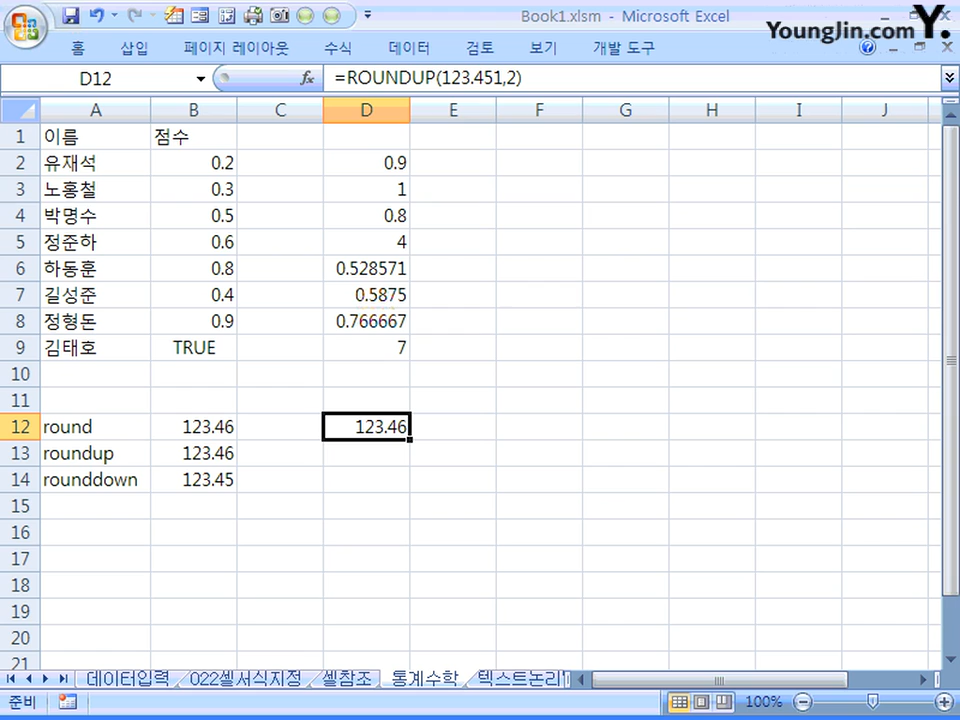 Book1.xlsm - Microsoft Excel
YoungJin.com Y.
홈 삽입 페이지 레이아웃 수식 데이터 검토 보기 개발 도구
D12 fx =ROUNDUP(123.451,2)
A B C D E F G H I J
1 이름 점수
2 유재석 0.2 0.9
3 노홍철 0.3 1
4 박명수 0.5 0.8
5 정준하 0.6 4
6 하동훈 0.8 0.528571
7 길성준 0.4 0.5875
8 정형돈 0.9 0.766667
9 김태호 TRUE 7
10
11
12 round 123.46 123.46
13 roundup 123.46
14 rounddown 123.45
15
16
17
18
19
20
21
데이터입력 022셀서식지정 셀참조 통계수학 텍스트논리
준비 100%